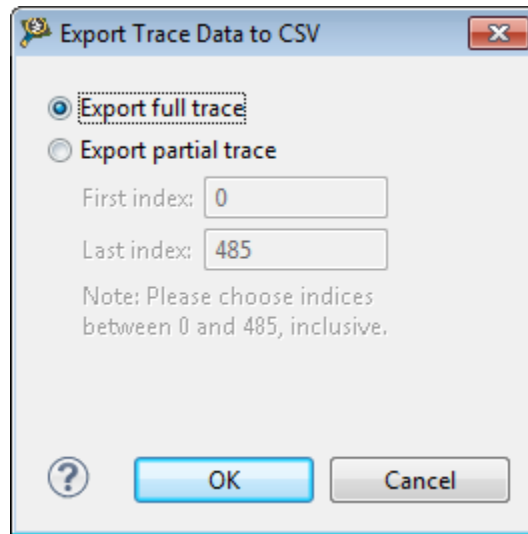 Export Trace Data to CSV
Export full trace
Export partial trace
First index: 0
Last index: 485
Note: Please choose indices
between 0 and 485, inclusive.
? OK Cancel